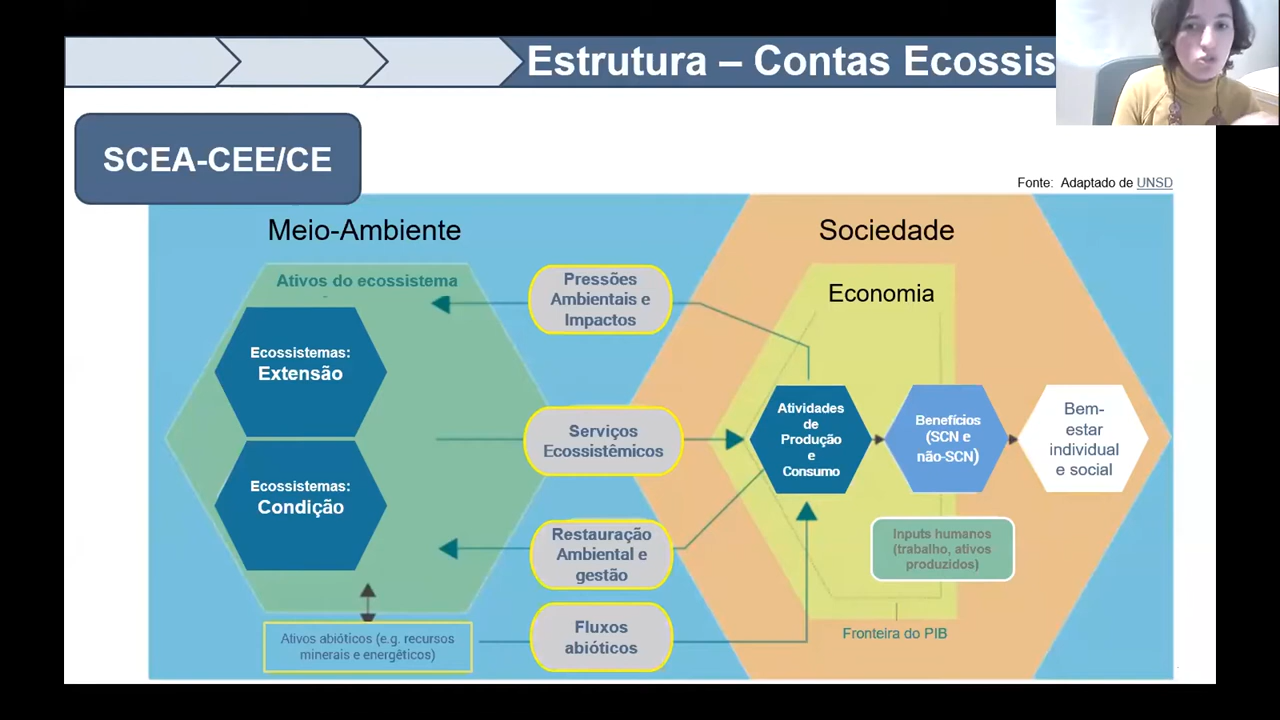 Estrutura – Contas Ecossis
SCEA-CEE/CE
Fonte: Adaptado de UNSD
Meio-Ambiente
Sociedade
Ativos do ecossistema
Pressões
Ambientais e
Impactos
Economia
Ecossistemas:
Extensão
Serviços
Ecossistêmicos
Atividades
de
Produção
e
Consumo
Benefícios
(SCN e
não-SCN)
Bem-
estar
individual
e social
Ecossistemas:
Condição
Restauração
Ambiental e
gestão
Inputs humanos
(trabalho, ativos
produzidos)
Fluxos
abióticos
Fronteira do PIB
Ativos abióticos (e.g. recursos
minerais e energêticos)